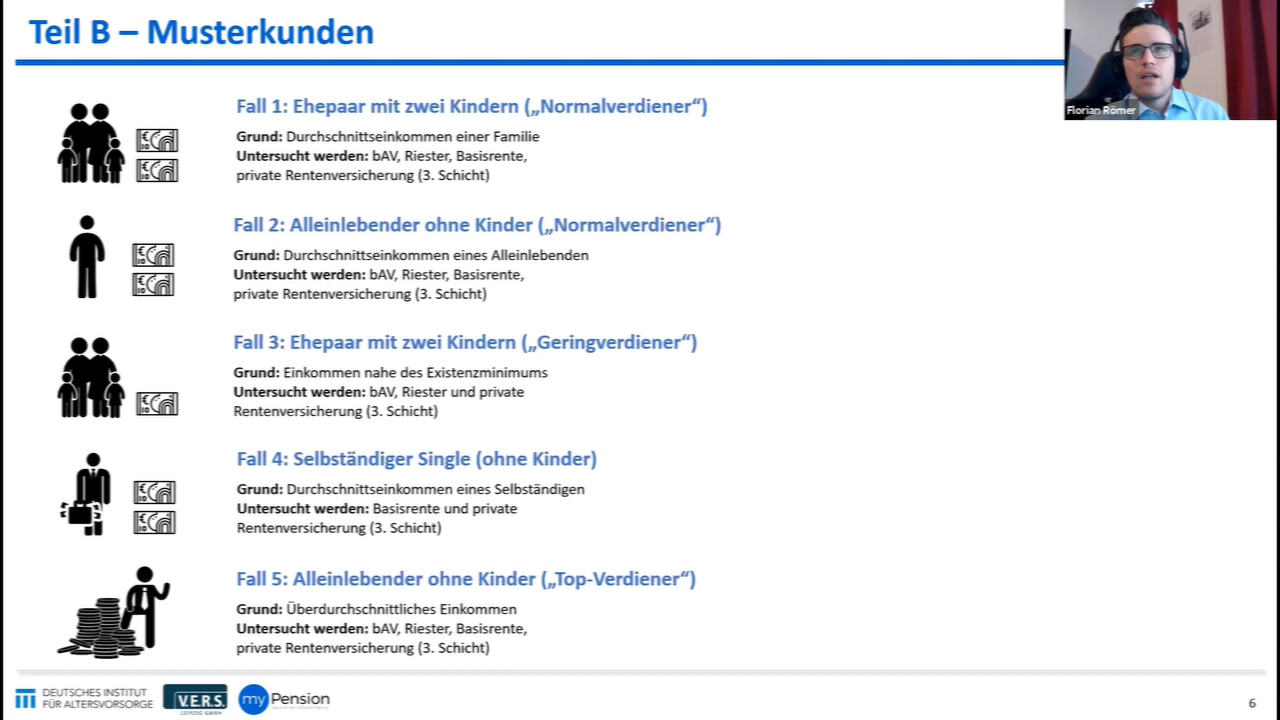 Teil B – Musterkunden
Florian Römer
Fall 1: Ehepaar mit zwei Kindern („Normalverdiener“)
Grund: Durchschnittseinkommen einer Familie
Untersucht werden: bAV, Riester, Basisrente,
private Rentenversicherung (3. Schicht)
Fall 2: Alleinlebender ohne Kinder („Normalverdiener“)
Grund: Durchschnittseinkommen eines Alleinlebenden
Untersucht werden: bAV, Riester, Basisrente,
private Rentenversicherung (3. Schicht)
Fall 3: Ehepaar mit zwei Kindern („Geringverdiener“)
Grund: Einkommen nahe des Existenzminimums
Untersucht werden: bAV, Riester und private
Rentenversicherung (3. Schicht)
Fall 4: Selbständiger Single (ohne Kinder)
Grund: Durchschnittseinkommen eines Selbständigen
Untersucht werden: Basisrente und private
Rentenversicherung (3. Schicht)
Fall 5: Alleinlebender ohne Kinder („Top-Verdiener“)
Grund: Überdurchschnittliches Einkommen
Untersucht werden: bAV, Riester, Basisrente,
private Rentenversicherung (3. Schicht)
DEUTSCHES INSTITUT
FÜR ALTERSVORSORGE
V.E.R.S.
LEIPZIG GMBH
myPension
6